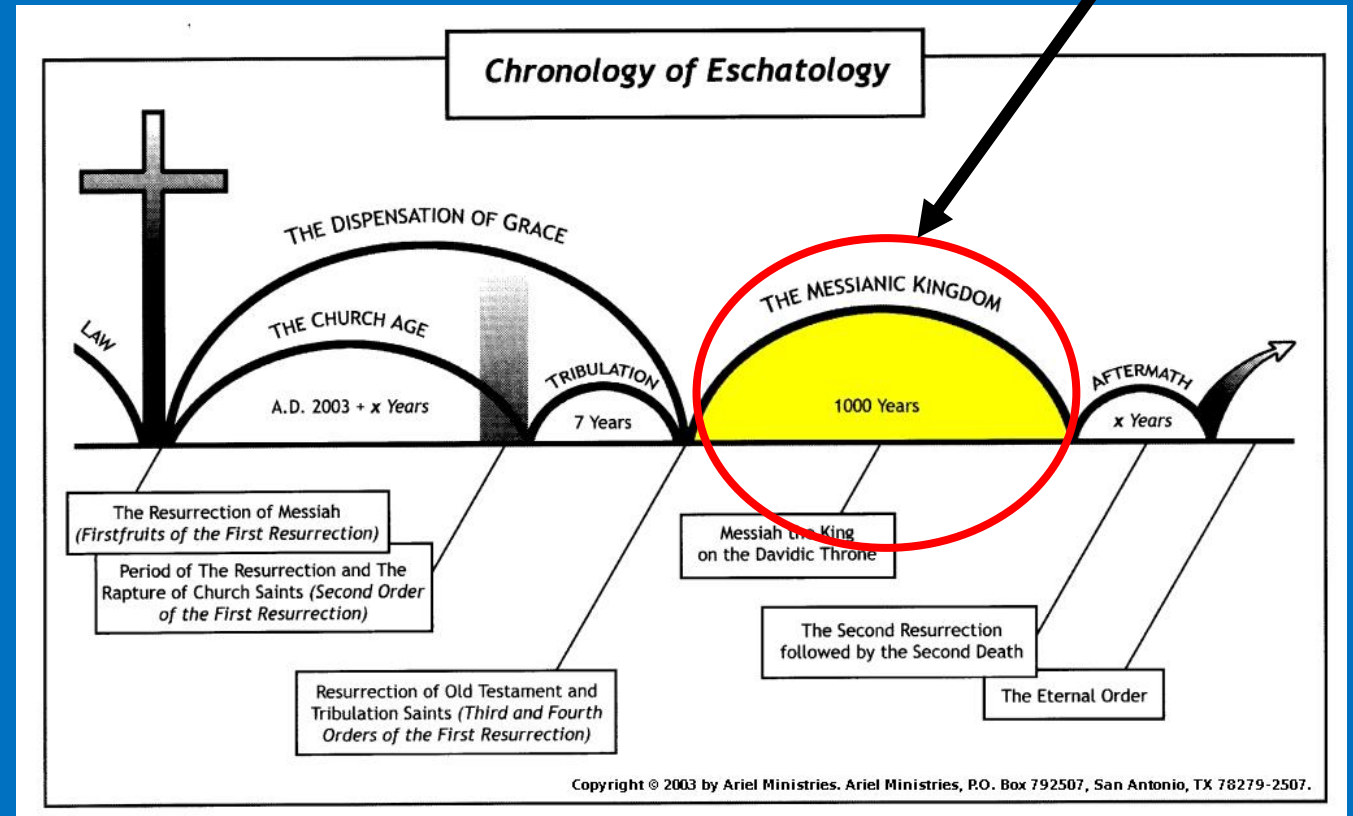 Chronology of Eschatology
LAW
THE DISPENSATION OF GRACE
THE CHURCH AGE
A.D. 2003 + x Years
TRIBULATION
7 Years
THE MESSIANIC KINGDOM
1000 Years
AFTERMATH
x Years
The Resurrection of Messiah
(Firstfruits of the First Resurrection)
Period of The Resurrection and The
Rapture of Church Saints (Second Order
of the First Resurrection)
Resurrection of Old Testament and
Tribulation Saints (Third and Fourth
Orders of the First Resurrection)
Messiah the King
on the Davidic Throne
The Second Resurrection
followed by the Second Death
The Eternal Order
Copyright © 2003 by Ariel Ministries. Ariel Ministries, P.O. Box 792507, San Antonio, TX 78279-2507.